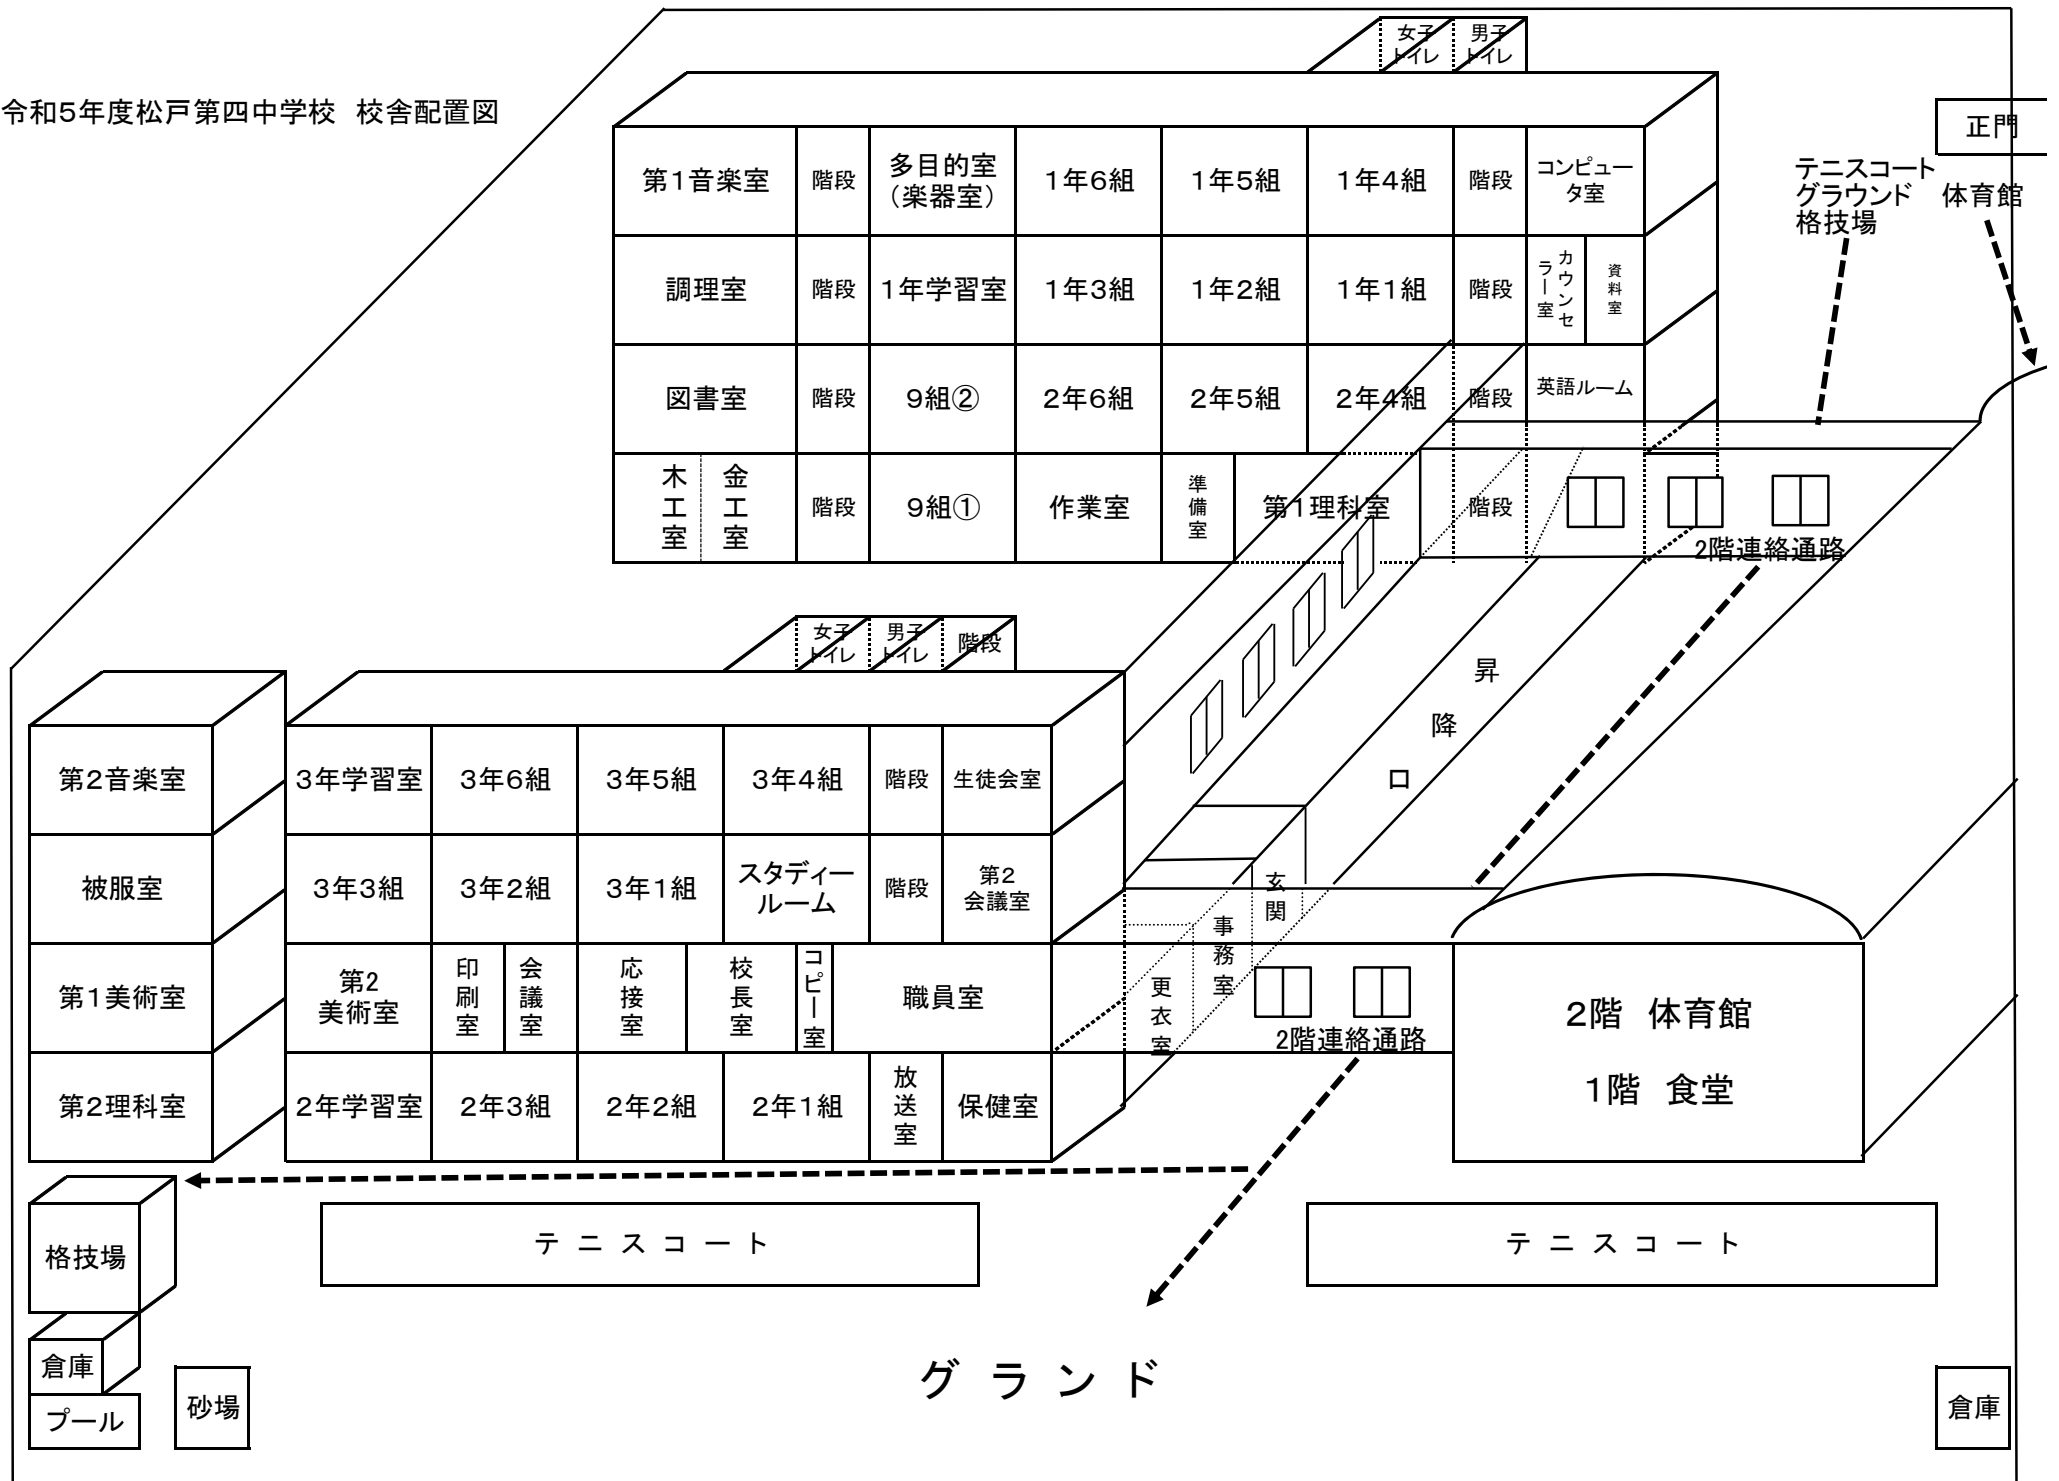 女子
トイレ
男子
トイレ
令和5年度松戸第四中学校 校舎配置図
正門
テニスコート
グラウンド
格技場
体育館
第1音楽室
階段
多目的室
(楽器室)
1年6組
1年5組
1年4組
階段
コンピュー
タ室
調理室
階段
1年学習室
1年3組
1年2組
1年1組
階段
カウンセ
ラー室
資料室
図書室
階段
9組②
2年6組
2年5組
2年4組
階段
英語ルーム
木工室
金工室
階段
9組①
作業室
準備室
第1理科室
階段
2階連絡通路
女子
トイレ
男子
トイレ
階段
昇降口
第2音楽室
3年学習室
3年6組
3年5組
3年4組
階段
生徒会室
被服室
3年3組
3年2組
3年1組
スタディー
ルーム
階段
第2
会議室
玄関
事務室
更衣室
第1美術室
第2
美術室
印刷室
会議室
応接室
校長室
コピー室
職員室
2階連絡通路
2階 体育館
1階 食堂
第2理科室
2年学習室
2年3組
2年2組
2年1組
放送室
保健室
格技場
テニスコート
テニスコート
倉庫
プール
砂場
グランド
倉庫